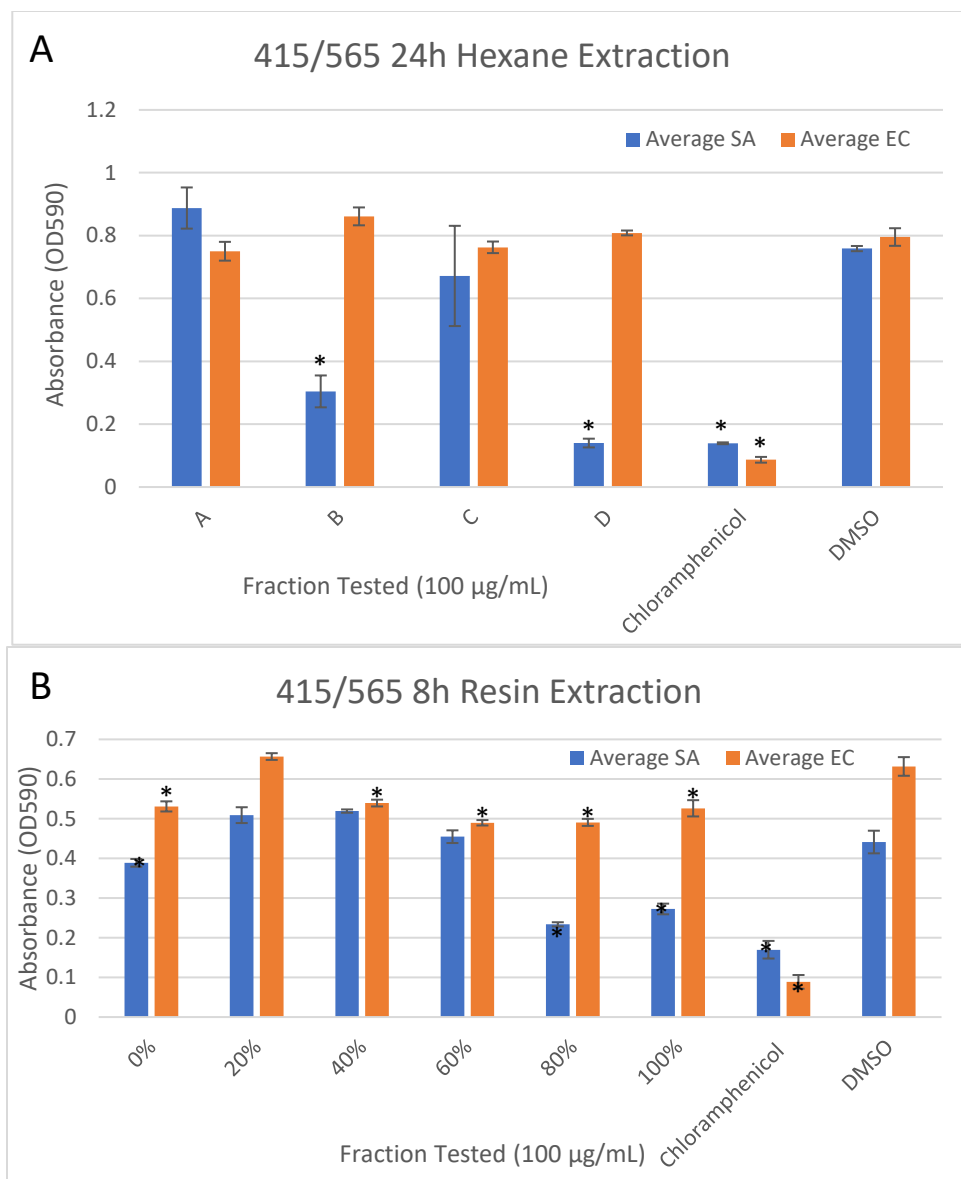 A
415/565 24h Hexane Extraction
Average SA
Average EC
Absorbance (OD590)
1.2
1
0.8
0.6
0.4
0.2
0
*
*
*
*
A
B
C
D
Chloramphenicol
DMSO
Fraction Tested (100 µg/mL)
B
415/565 8h Resin Extraction
Average SA
Average EC
Absorbance (OD590)
0.7
0.6
0.5
0.4
0.3
0.2
0.1
0
*
*
*
*
*
*
*
*
*
*
0%
20%
40%
60%
80%
100%
Chloramphenicol
DMSO
Fraction Tested (100 µg/mL)